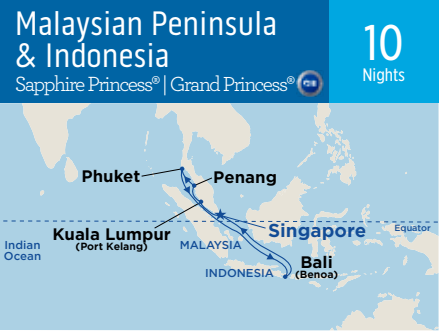 Malaysian Peninsula
& Indonesia
Sapphire Princess® | Grand Princess®
10
Nights
Phuket
Penang
Kuala Lumpur
(Port Kelang)
Singapore
Equator
Indian
Ocean
MALAYSIA
INDONESIA
Bali
(Benoa)